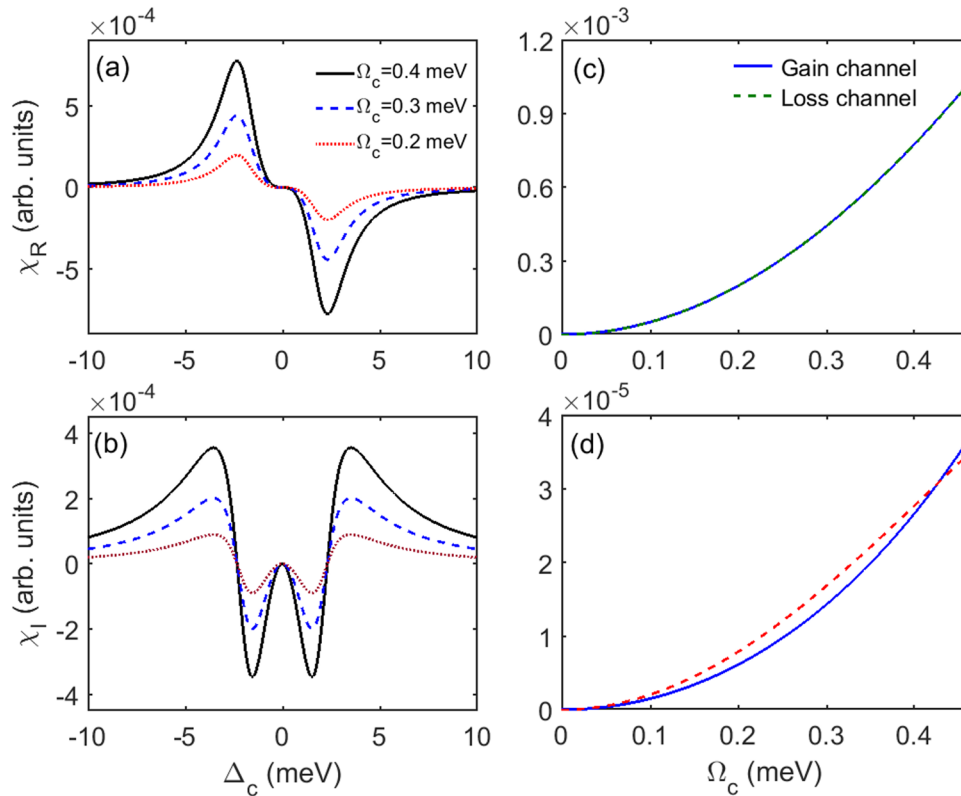 ×10⁻⁴
(a)
Ω_c=0.4 meV
Ω_c=0.3 meV
Ω_c=0.2 meV
χ_R (arb. units)
5
0
-5
-10 -5 0 5 10
×10⁻³
(c)
Gain channel
Loss channel
1.2
0.9
0.6
0.3
0
0 0.1 0.2 0.3 0.4
×10⁻⁴
(b)
χ_I (arb. units)
4
2
0
-2
-4
-10 -5 0 5 10
Δ_c (meV)
×10⁻⁵
(d)
4
3
2
1
0
0 0.1 0.2 0.3 0.4
Ω_c (meV)